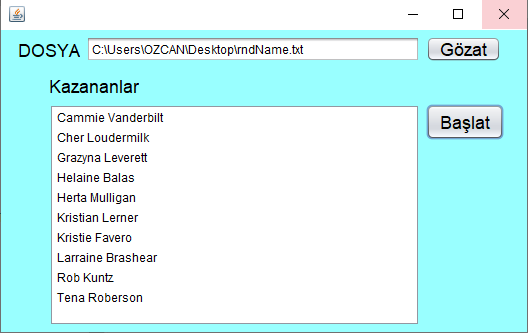 DOSYA C:\Users\OZCAN\Desktop\rndName.txt Gözat
Kazananlar
Başlat
Cammie Vanderbilt
Cher Loudermilk
Grazyna Leverett
Helaine Balas
Herta Mulligan
Kristian Lerner
Kristie Favero
Larraine Brashear
Rob Kuntz
Tena Roberson